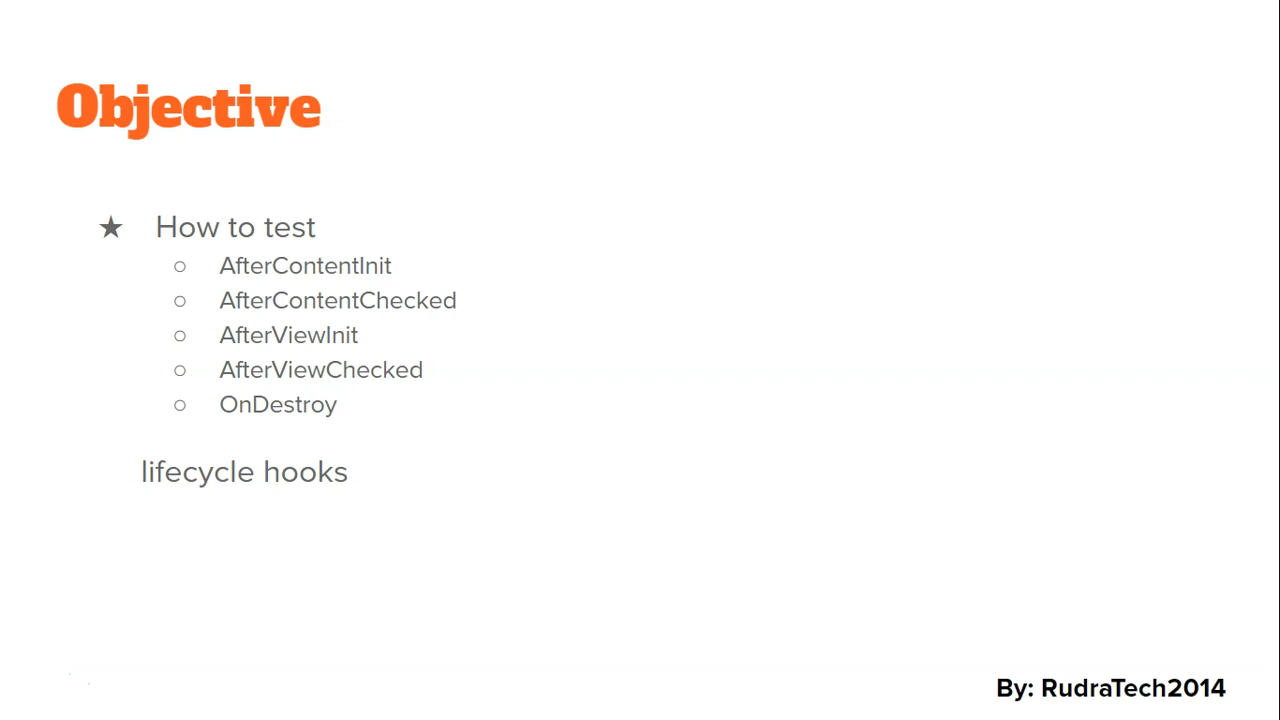 Objective
★ How to test
○ AfterContentInit
○ AfterContentChecked
○ AfterViewInit
○ AfterViewChecked
○ OnDestroy
lifecycle hooks
By: RudraTech2014